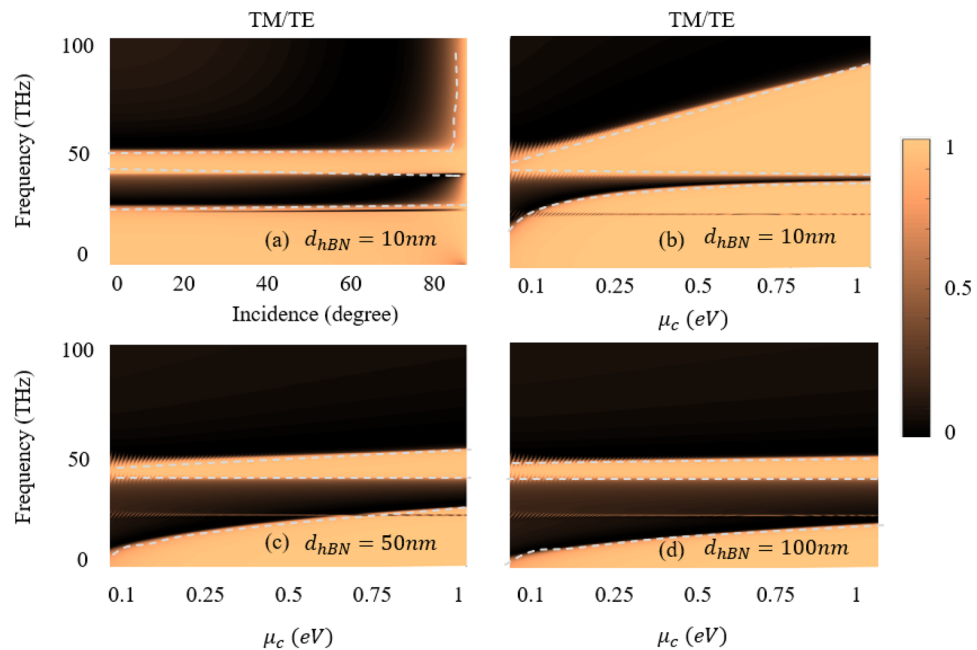 TM/TE
TM/TE
100
50
0
Frequency (THz)
(a) d_hBN = 10nm
0 20 40 60 80
Incidence (degree)
(b) d_hBN = 10nm
0.1 0.25 0.5 0.75 1
μ_c (eV)
1
0.5
0
100
50
0
Frequency (THz)
(c) d_hBN = 50nm
0.1 0.25 0.5 0.75 1
μ_c (eV)
(d) d_hBN = 100nm
0.1 0.25 0.5 0.75 1
μ_c (eV)